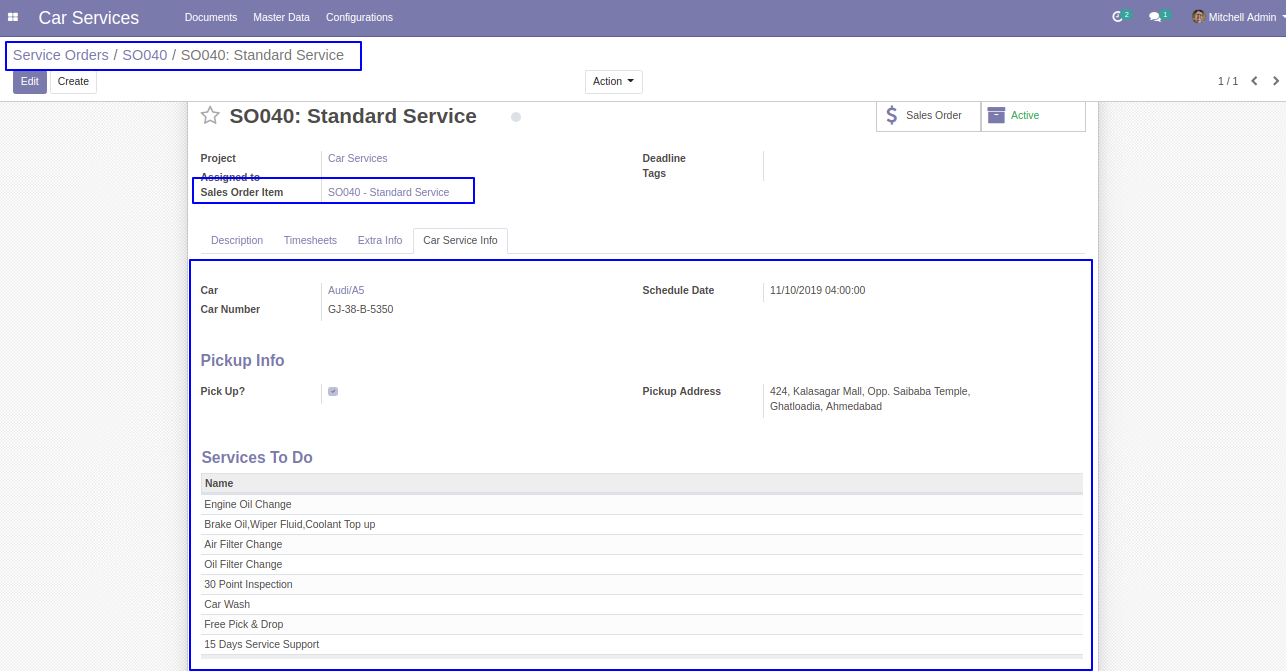 Car Services Documents Master Data Configurations 2 1 Mitchell Admin
Service Orders / SO040 / SO040: Standard Service
Edit Create Action 1 / 1
SO040: Standard Service
$ Sales Order Active
Project Car Services Deadline
Assigned to Tags
Sales Order Item SO040 - Standard Service
Description Timesheets Extra Info Car Service Info
Car Audi/A5 Schedule Date 11/10/2019 04:00:00
Car Number GJ-38-B-5350
Pickup Info
Pick Up? Pickup Address 424, Kalasagar Mall, Opp. Saibaba Temple,
Ghatloadia, Ahmedabad
Services To Do
Name
Engine Oil Change
Brake Oil,Wiper Fluid,Coolant Top up
Air Filter Change
Oil Filter Change
30 Point Inspection
Car Wash
Free Pick & Drop
15 Days Service Support